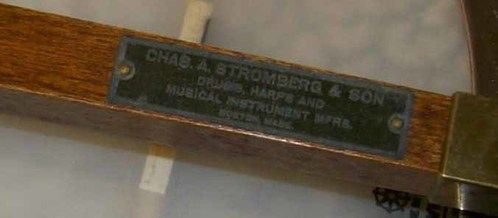 CHAS. A. STROMBERG & SON
DRUMS, HARPS AND
MUSICAL INSTRUMENT MFRS.
BOSTON MASS.